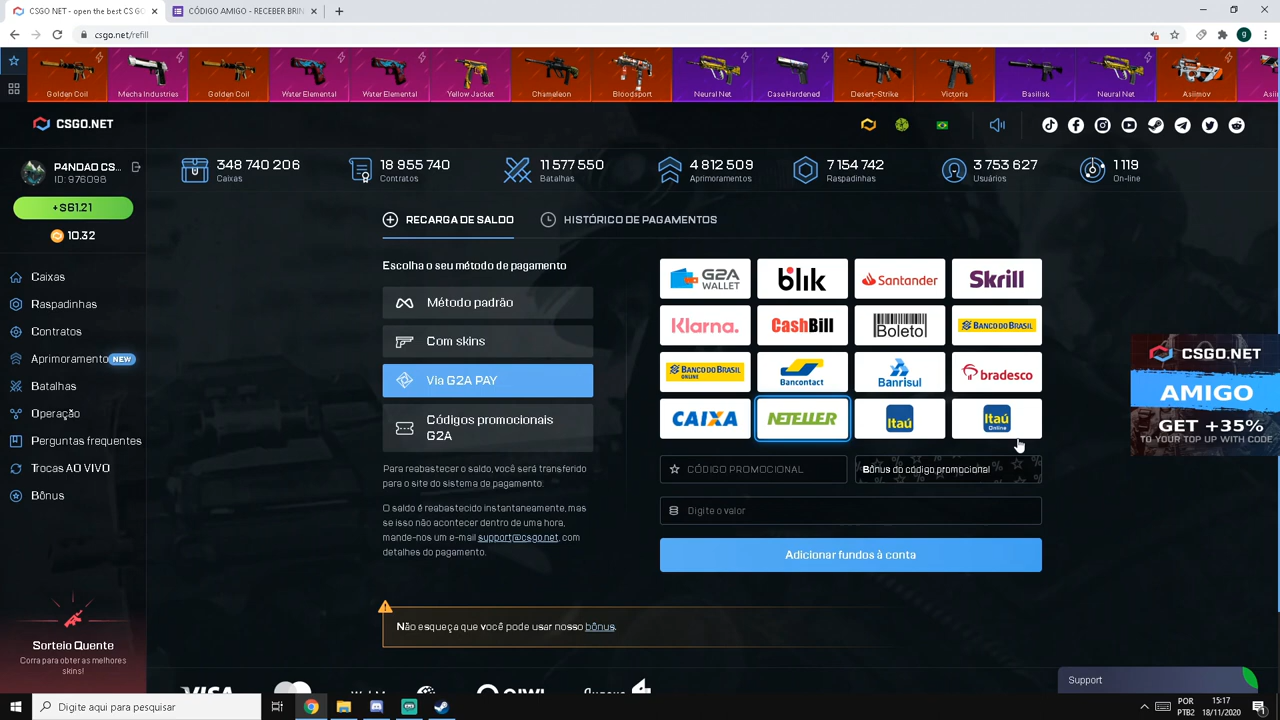 CSGO NET - open the best CS GO
CÓDIGO AMIGO - RECEBER BRIN
csgo.net/refill
Golden Coil
Mecha Industries
Golden Coil
Water Elemental
Water Elemental
Yellow Jacket
Chameleon
Bloodsport
Neural Net
Case Hardened
Desert-Strike
Victoria
Basilisk
Neural Net
Asiimov
Asiim
CSGO.NET
P4NDAO CS...
ID: 976098
+$61.21
10.32
348 740 206
Caixas
18 955 740
Contratos
11 577 550
Batalhas
4 812 509
Aprimoramentos
7 154 742
Raspadinhas
3 753 627
Usuários
1 119
On-line
Caixas
Raspadinhas
Contratos
Aprimoramento NEW
Batalhas
Operação
Perguntas frequentes
Trocas AO VIVO
Bônus
Sorteio Quente
Corra para obter as melhores
skins!
RECARGA DE SALDO
HISTÓRICO DE PAGAMENTOS
Escolha o seu método de pagamento
Método padrão
Com skins
Via G2A PAY
Códigos promocionais
G2A
Para reabastecer o saldo, você será transferido
para o site do sistema de pagamento.
O saldo é reabastecido instantaneamente, mas
se isso não acontecer dentro de uma hora,
mande-nos um e-mail support@csgo.net, com
detalhes do pagamento.
G2A
WALLET
blik
Santander
Skrill
Klarna.
CashBill
Boleto
BANCO DO BRASIL
BANCO DO BRASIL
ONLINE
Bancontact
Banrisul
bradesco
CAIXA
NETELLER
Itaú
Itaú
Online
CÓDIGO PROMOCIONAL
Bônus do código promocional
Digite o valor
Adicionar fundos à conta
Não esqueça que você pode usar nosso bônus.
CSGO.NET
AMIGO
GET +35%
TO YOUR TOP UP WITH CODE
VISA
QIWI
Support
Digite aqui para pesquisar
POR
PTB2
15:17
18/11/2020